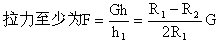 拉力至少为F = Gh/h₁ = (R₁ − R₂)/2R₁ G